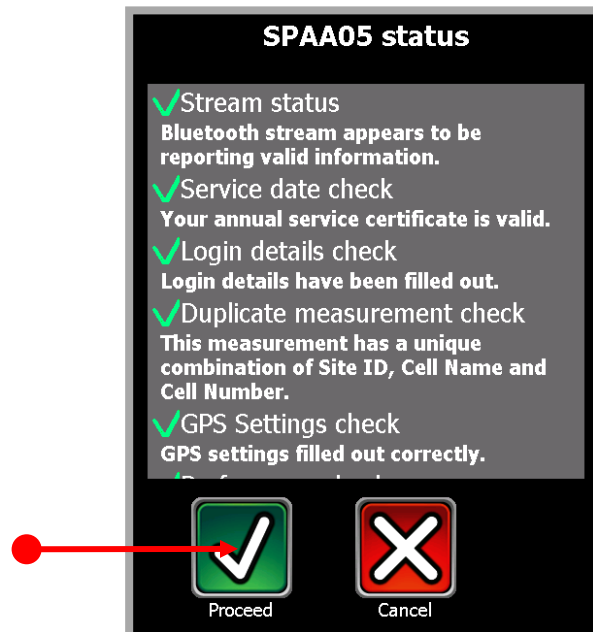 SPAA05 status
Stream status
Bluetooth stream appears to be
reporting valid information.
Service date check
Your annual service certificate is valid.
Login details check
Login details have been filled out.
Duplicate measurement check
This measurement has a unique
combination of Site ID, Cell Name and
Cell Number.
GPS Settings check
GPS settings filled out correctly.
Proceed
Cancel